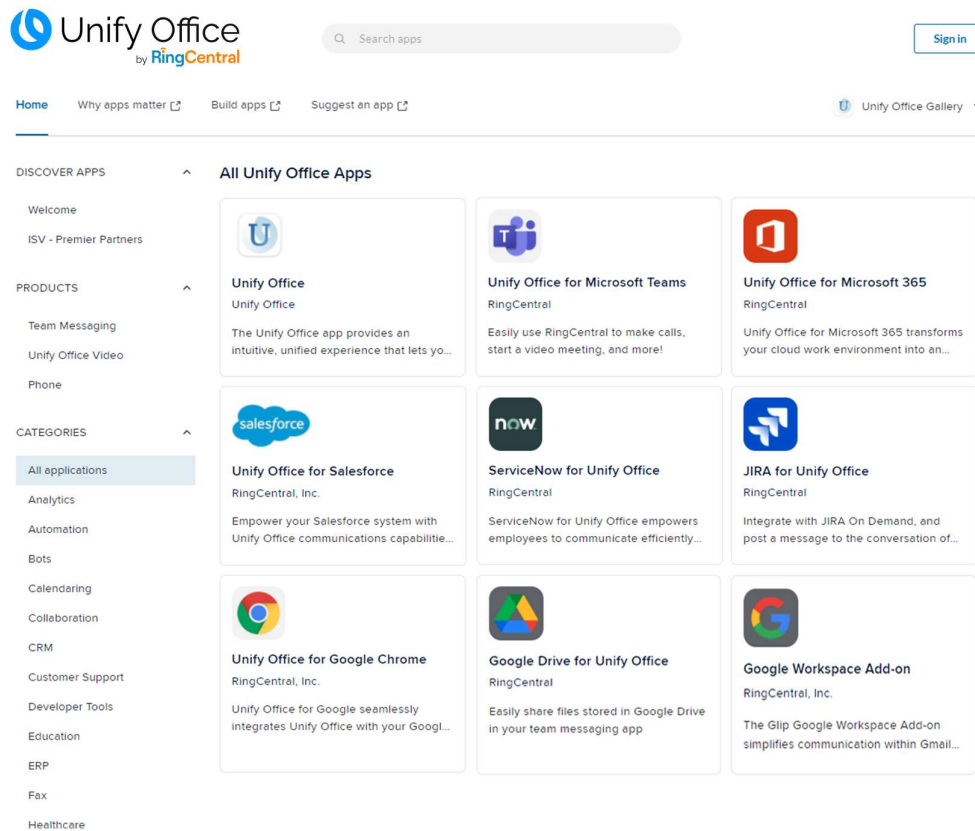 Unify Office
by RingCentral
Search apps
Sign in
Home
Why apps matter
Build apps
Suggest an app
Unify Office Gallery
DISCOVER APPS
Welcome
ISV - Premier Partners
PRODUCTS
Team Messaging
Unify Office Video
Phone
CATEGORIES
All applications
Analytics
Automation
Bots
Calendaring
Collaboration
CRM
Customer Support
Developer Tools
Education
ERP
Fax
Healthcare
All Unify Office Apps
U
Unify Office
Unify Office
The Unify Office app provides an
intuitive, unified experience that lets yo...
T
Unify Office for Microsoft Teams
RingCentral
Easily use RingCentral to make calls,
start a video meeting, and more!
Unify Office for Microsoft 365
RingCentral
Unify Office for Microsoft 365 transforms
your cloud work environment into an...
salesforce
Unify Office for Salesforce
RingCentral, Inc.
Empower your Salesforce system with
Unify Office communications capabilitie...
now.
ServiceNow for Unify Office
RingCentral
ServiceNow for Unify Office empowers
employees to communicate efficiently...
JIRA for Unify Office
RingCentral
Integrate with JIRA On Demand, and
post a message to the conversation of...
Unify Office for Google Chrome
RingCentral, Inc.
Unify Office for Google seamlessly
integrates Unify Office with your Googl...
Google Drive for Unify Office
RingCentral
Easily share files stored in Google Drive
in your team messaging app
G
Google Workspace Add-on
RingCentral, Inc.
The Glip Google Workspace Add-on
simplifies communication within Gmail...